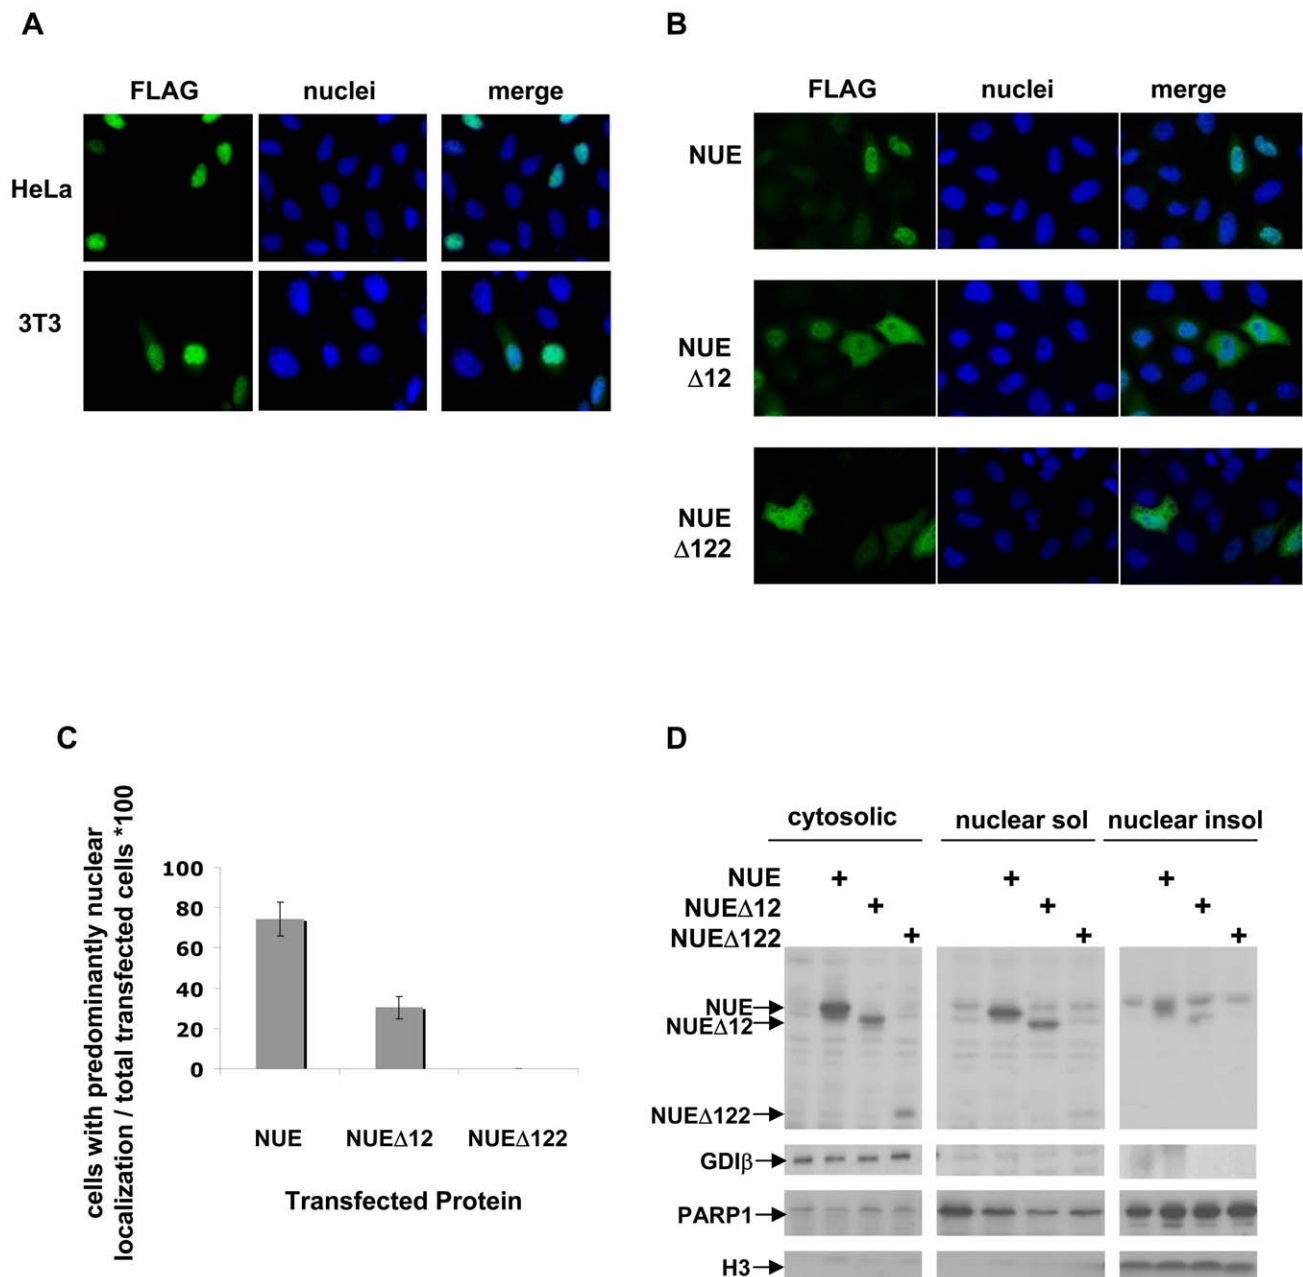 A
FLAG nuclei merge
HeLa
3T3
B
FLAG nuclei merge
NUE
NUE
Δ12
NUE
Δ122
C
cells with predominantly nuclear
localization / total transfected cells *100
100
80
60
40
20
0
NUE NUEΔ12 NUEΔ122
Transfected Protein
D
cytosolic nuclear sol nuclear insol
NUE + + +
NUEΔ12 + + +
NUEΔ122 + + +
NUE
NUEΔ12
NUEΔ122
GDIβ
PARP1
H3